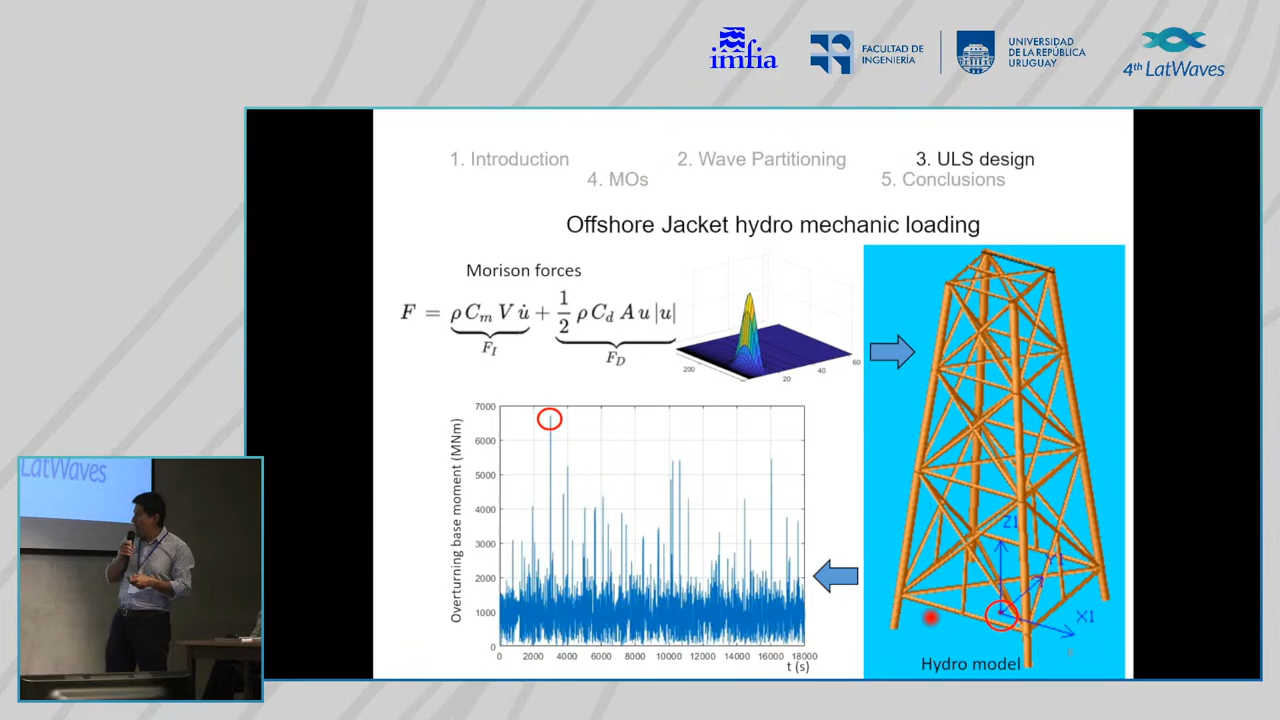 imfia
FACULTAD DE
INGENIERÍA
UNIVERSIDAD
DE LA REPÚBLICA
URUGUAY
4th LatWaves
1. Introduction
2. Wave Partitioning
3. ULS design
4. MOs
5. Conclusions
Offshore Jacket hydro mechanic loading
Morison forces
F = ρ C_m V u̇ + 1/2 ρ C_d A u |u|
F_I
F_D
200
20
40
60
Overturning base moment (MNm)
7000
6000
5000
4000
3000
2000
1000
0
0 2000 4000 6000 8000 10000 12000 14000 16000 18000
t (s)
Z1
X1
Hydro model
LatWaves